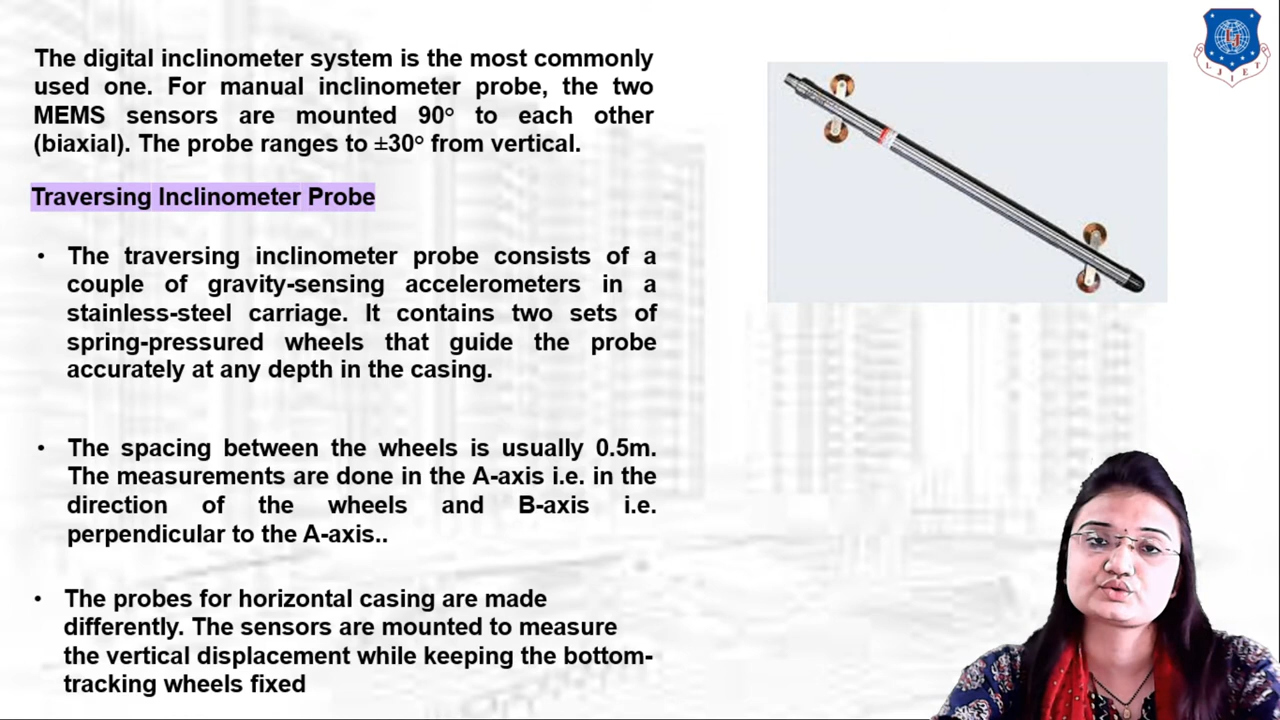 The digital inclinometer system is the most commonly
used one. For manual inclinometer probe, the two
MEMS sensors are mounted 90° to each other
(biaxial). The probe ranges to ±30° from vertical.
Traversing Inclinometer Probe
• The traversing inclinometer probe consists of a
couple of gravity-sensing accelerometers in a
stainless-steel carriage. It contains two sets of
spring-pressured wheels that guide the probe
accurately at any depth in the casing.
• The spacing between the wheels is usually 0.5m.
The measurements are done in the A-axis i.e. in the
direction of the wheels and B-axis i.e.
perpendicular to the A-axis..
• The probes for horizontal casing are made
differently. The sensors are mounted to measure
the vertical displacement while keeping the bottom-
tracking wheels fixed
LJIET